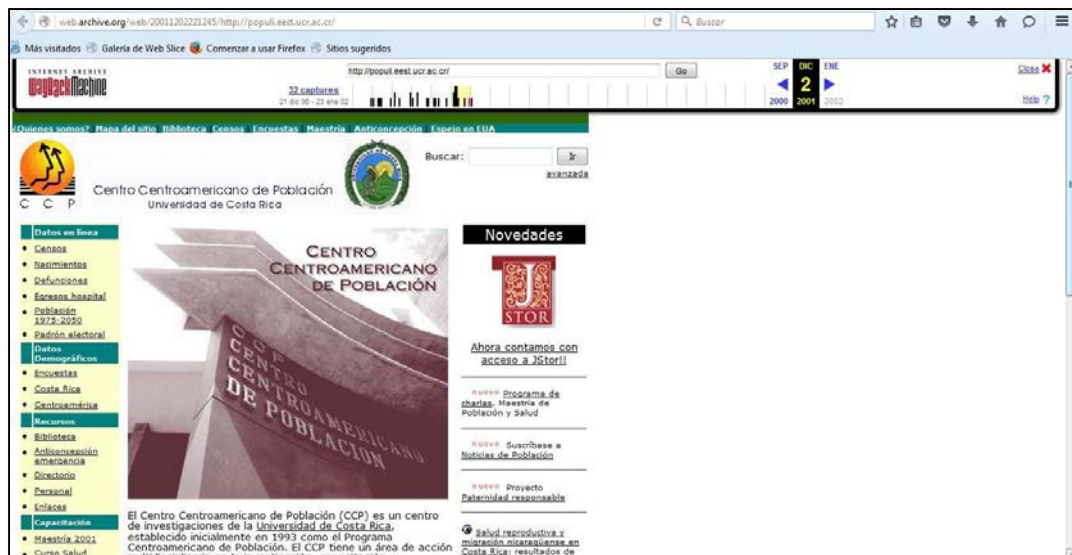 web.archive.org/web/20011202221245/http://populi.eest.ucr.ac.cr/
Buscar
Más visitados Galería de Web Slice Comenzar a usar Firefox Sitios sugeridos
INTERNET ARCHIVE
WayBackMachine
http://populi.eest.ucr.ac.cr/
Go
32 captures
SEP DIC ENE
2
2000 2001 2002
Close
Help ?
¿Quienes somos? Mapa del sitio Biblioteca Censos Encuestas Maestría Anticoncepción Espejo en EUA
Buscar: Ir
avanzada
C C P
Centro Centroamericano de Población
Universidad de Costa Rica
Datos en línea
Censos
Nacimientos
Defunciones
Egresos hospital
Población
1975-2050
Padrón electoral
Datos
Demográficos
Encuestas
Costa Rica
Centroamérica
Recursos
Biblioteca
Anticoncepción
emergencia
Directorio
Personal
Enlaces
Capacitación
Maestría 2001
Curso Salud
CENTRO
CENTROAMERICANO
DE POBLACIÓN
CCP
CENTRO
CENTROAMERICANO
DE POBLACION
El Centro Centroamericano de Población (CCP) es un centro
de investigaciones de la Universidad de Costa Rica,
establecido inicialmente en 1993 como el Programa
Centroamericano de Población. El CCP tiene un área de acción
Novedades
J
STOR
Ahora contamos con
acceso a JStor!!
nuevo Programa de
charlas, Maestría de
Población y Salud
nuevo Suscríbase a
Noticias de Población
nuevo Proyecto
Paternidad responsable
Salud reproductiva y
migración nicaragüense en
Costa Rica: resultados de